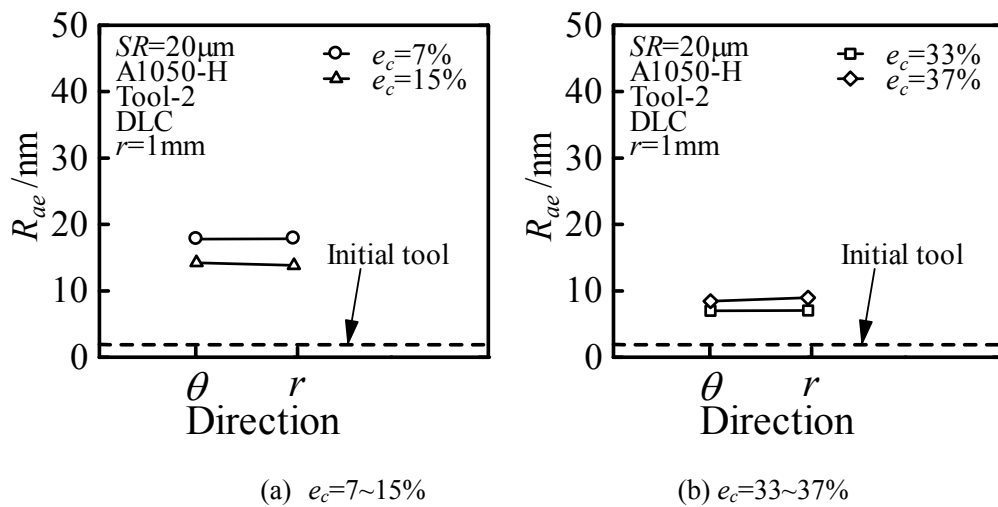 50
40
30
20
10
0
R_ae /nm
SR=20μm
A1050-H
Tool-2
DLC
r=1mm
e_c=7%
e_c=15%
Initial tool
θ r
Direction
(a) e_c=7~15%
50
40
30
20
10
0
R_ae /nm
SR=20μm
A1050-H
Tool-2
DLC
r=1mm
e_c=33%
e_c=37%
Initial tool
θ r
Direction
(b) e_c=33~37%